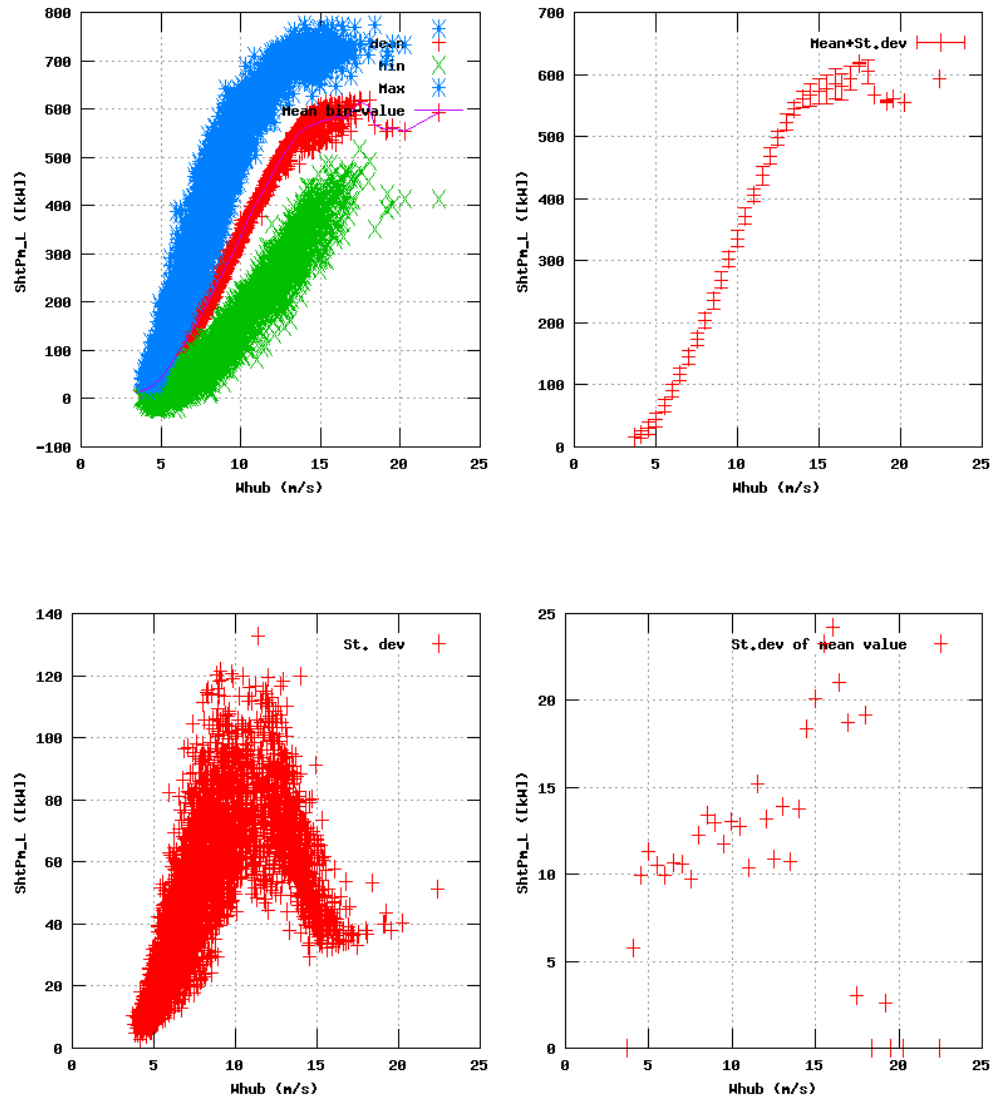 800
700
600
500
400
300
200
100
0
-100
0 5 10 15 20 25
ShtPm_L ([kW])
Whub (m/s)
Mean
Min
Max
Mean bin-value
700
600
500
400
300
200
100
0
0 5 10 15 20 25
ShtPm_L ([kW])
Whub (m/s)
Mean+St.dev
140
120
100
80
60
40
20
0
0 5 10 15 20 25
ShtPm_L ([kW])
Whub (m/s)
St. dev
25
20
15
10
5
0
0 5 10 15 20 25
ShtPm_L ([kW])
Whub (m/s)
St.dev of mean value